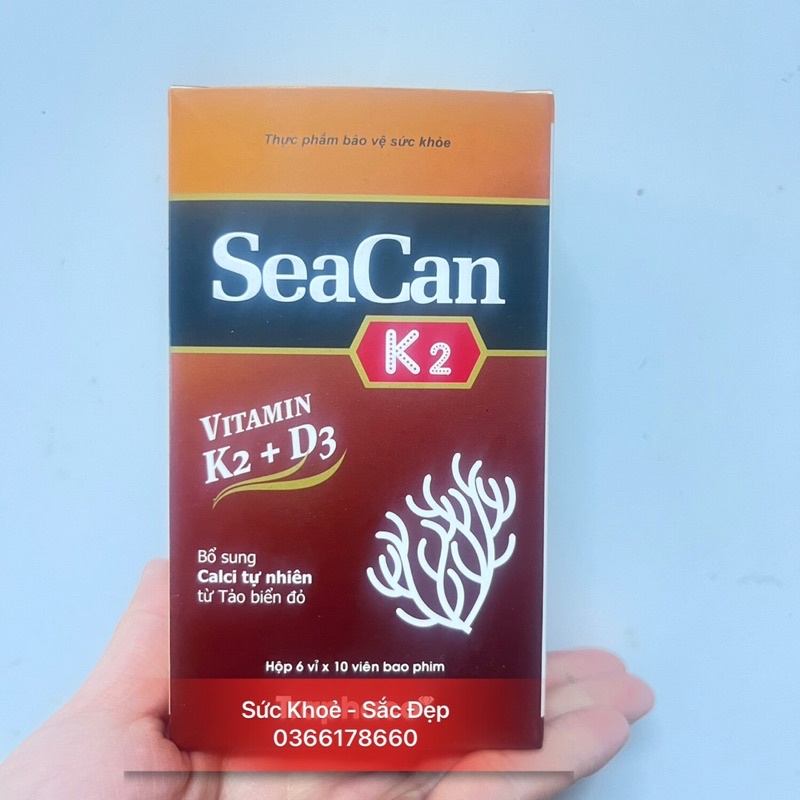 Thực phẩm bảo vệ sức khỏe
SeaCan
K2
VITAMIN
K2 + D3
Bổ sung
Calci tự nhiên
từ Tảo biển đỏ
Hộp 6 vỉ x 10 viên bao phim
Sức Khoẻ - Sắc Đẹp
0366178660